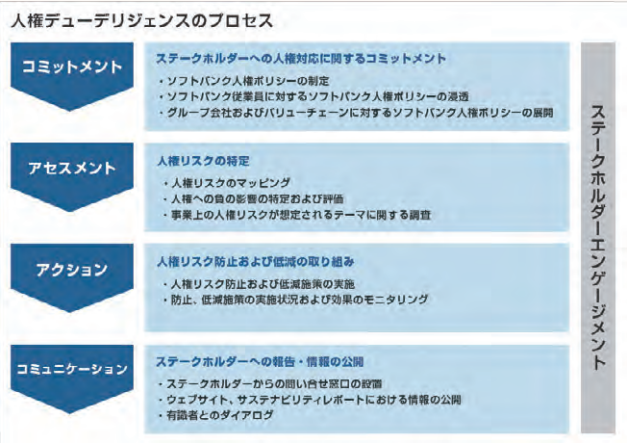 人権デューデリジェンスのプロセス
コミットメント
ステークホルダーへの人権対応に関するコミットメント
・ソフトバンク人権ポリシーの制定
・ソフトバンク従業員に対するソフトバンク人権ポリシーの浸透
・グループ会社およびバリューチェーンに対するソフトバンク人権ポリシーの展開
アセスメント
人権リスクの特定
・人権リスクのマッピング
・人権への負の影響の特定および評価
・事業上の人権リスクが想定されるテーマに関する調査
アクション
人権リスク防止および低減の取り組み
・人権リスク防止および低減施策の実施
・防止、低減施策の実施状況および効果のモニタリング
コミュニケーション
ステークホルダーへの報告・情報の公開
・ステークホルダーからの問い合せ窓口の設置
・ウェブサイト、サステナビリティレポートにおける情報の公開
・有識者とのダイアログ
ステークホルダーエンゲージメント